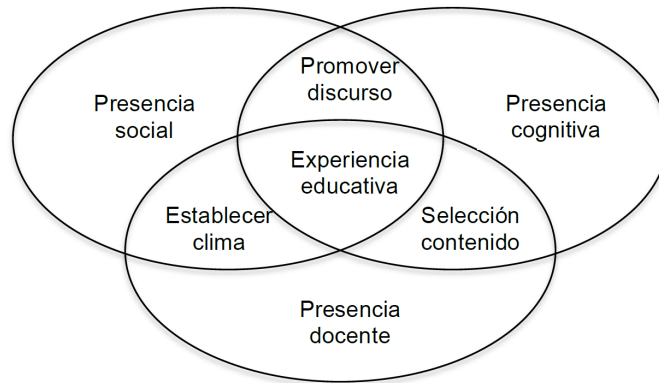 Promover
discurso
Presencia
social
Presencia
cognitiva
Experiencia
educativa
Establecer
clima
Selección
contenido
Presencia
docente